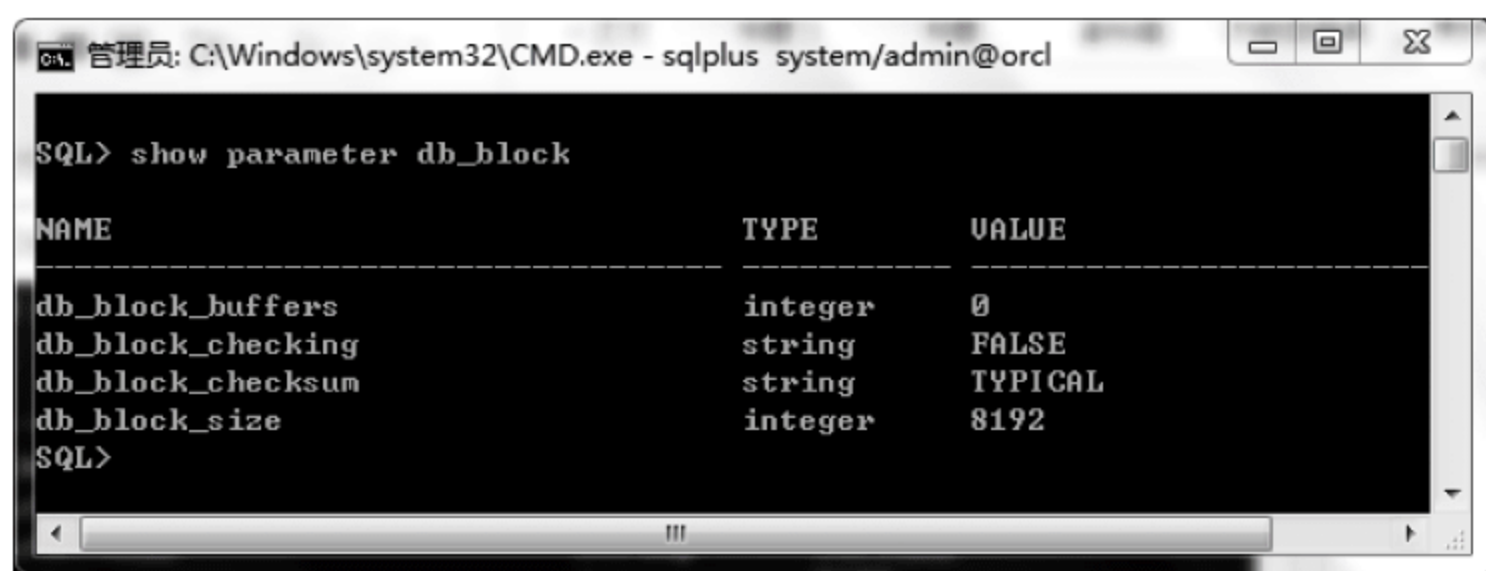 管理员: C:\Windows\system32\CMD.exe - sqlplus system/admin@orcl
SQL> show parameter db_block
NAME TYPE VALUE
------------------------------------ ----------- ------------------------
db_block_buffers integer 0
db_block_checking string FALSE
db_block_checksum string TYPICAL
db_block_size integer 8192
SQL>